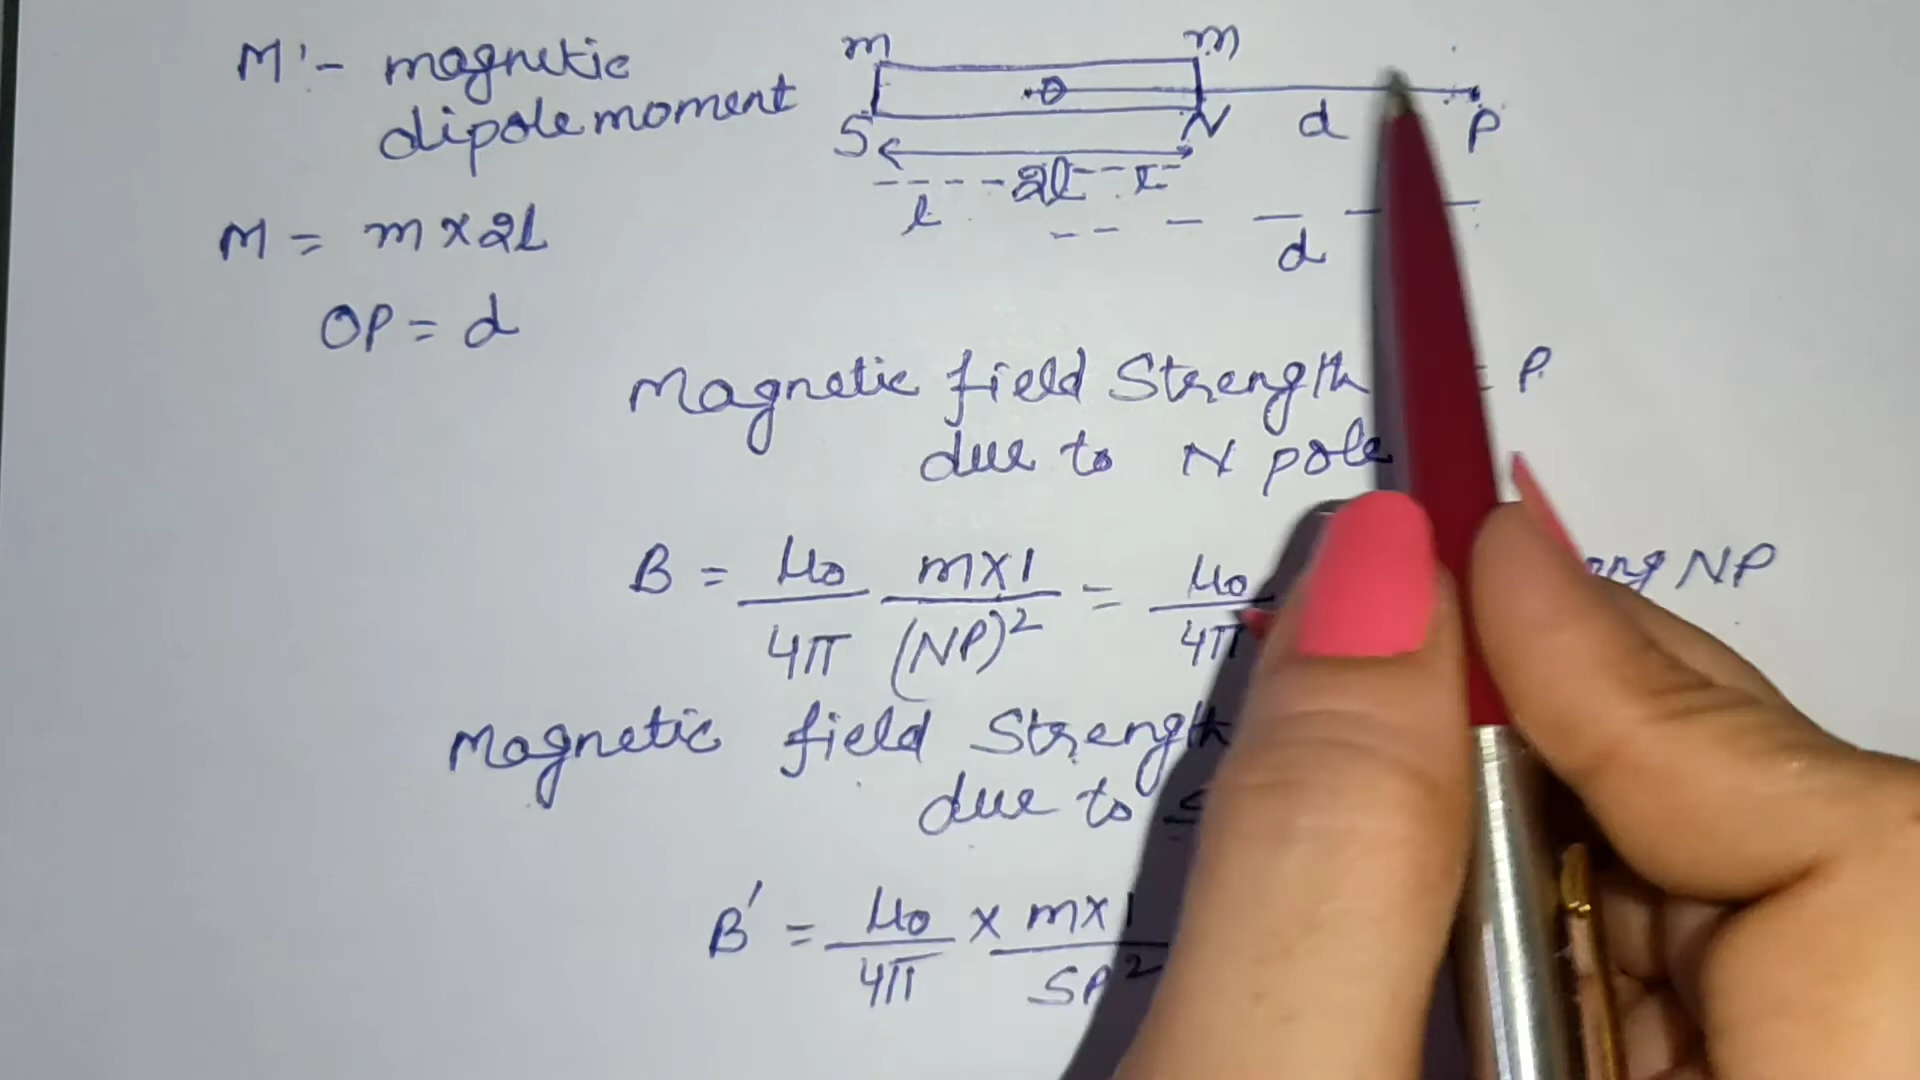 M' - magnetic
dipole moment
M = m × 2l
OP = d
m m
O
S N d P
2l
l l
d
Magnetic field Strength P.
due to N pole
B = μ₀/4π m×1/(NP)² = μ₀/4π NP
Magnetic field Strength
due to S
B' = μ₀/4π × m×1/SP²